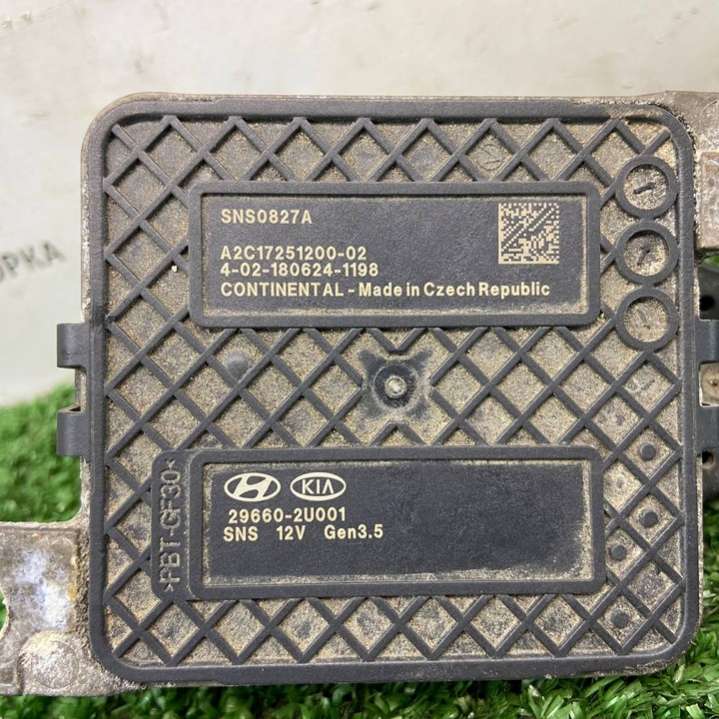 ОРКА
SNS0827A
A2C17251200-02
4-02-180624-1198
CONTINENTAL - Made in Czech Republic
KIA
29660-2U001
SNS 12V Gen3.5
>PBT-GF30<